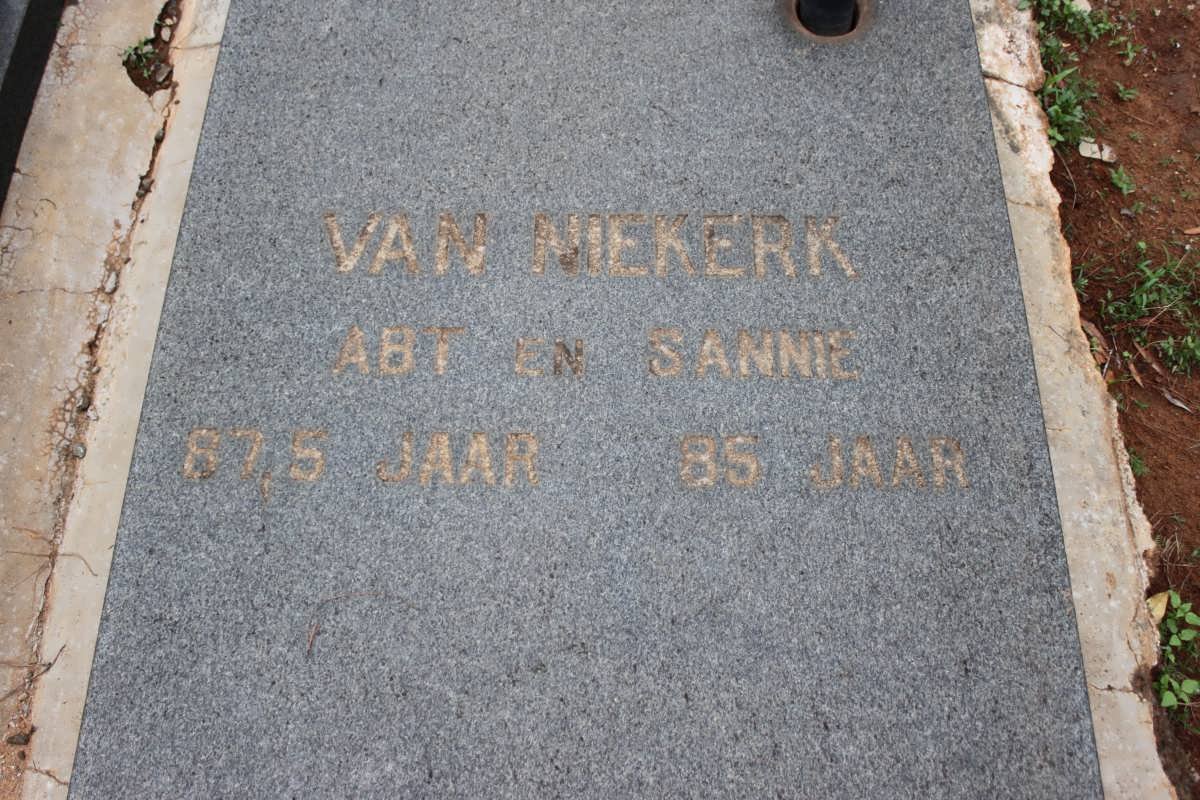 VAN NIEKERK
ABT EN SANNIE
87,5 JAAR 85 JAAR